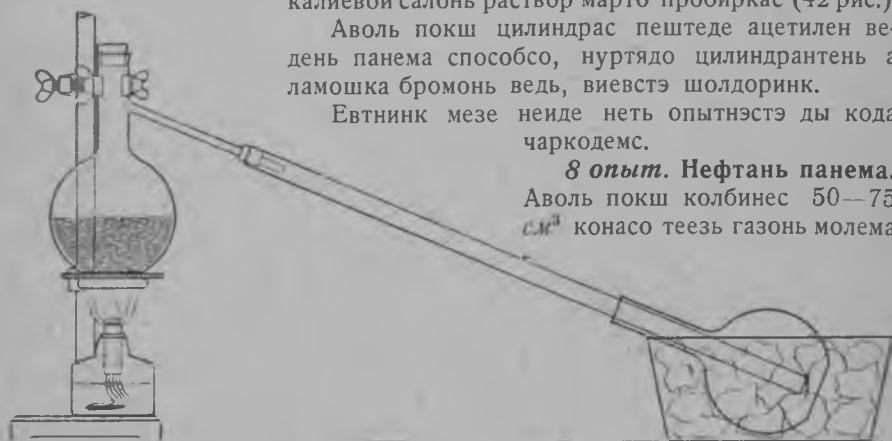 калиевой салонь раствор марто пробиркас (42 рис.)
Аволь покш цилиндрас пештеде ацетилен ве-
день панема способсо, нуртядо цилиндрантень а
ламошка бромонь ведь, виевстэ шолдоринк.
Евтнинк мезе неиде неть опытнэстэ ды кода
чаркодемс.
8 опыт. Нефтань панема.
Аволь покш колбинес 50—75
см³ конасо теезь газонь молема